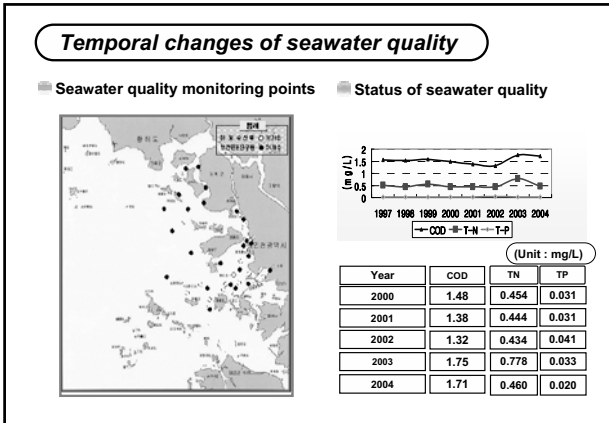 Temporal changes of seawater quality
Seawater quality monitoring points
Status of seawater quality
범례
(mg/L)
2
1.5
1
0.5
0
1997 1998 1999 2000 2001 2002 2003 2004
COD T-N T-P
(Unit : mg/L)
Year COD TN TP
2000 1.48 0.454 0.031
2001 1.38 0.444 0.031
2002 1.32 0.434 0.041
2003 1.75 0.778 0.033
2004 1.71 0.460 0.020